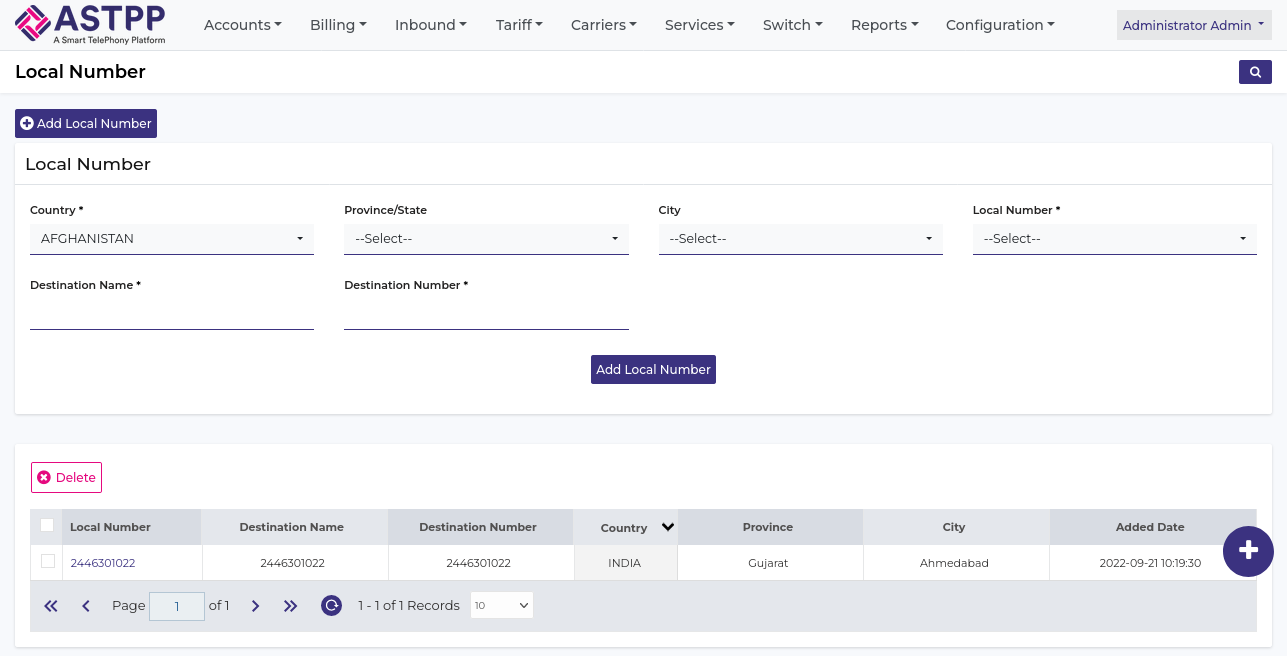 ASTPP
A Smart TelePhony Platform
Accounts Billing Inbound Tariff Carriers Services Switch Reports Configuration Administrator Admin
Local Number
Add Local Number
Local Number
Country * Province/State City Local Number *
AFGHANISTAN --Select-- --Select-- --Select--
Destination Name * Destination Number *
Add Local Number
Delete
Local Number Destination Name Destination Number Country Province City Added Date
2446301022 2446301022 2446301022 INDIA Gujarat Ahmedabad 2022-09-21 10:19:30
Page 1 of 1 1 - 1 of 1 Records 10